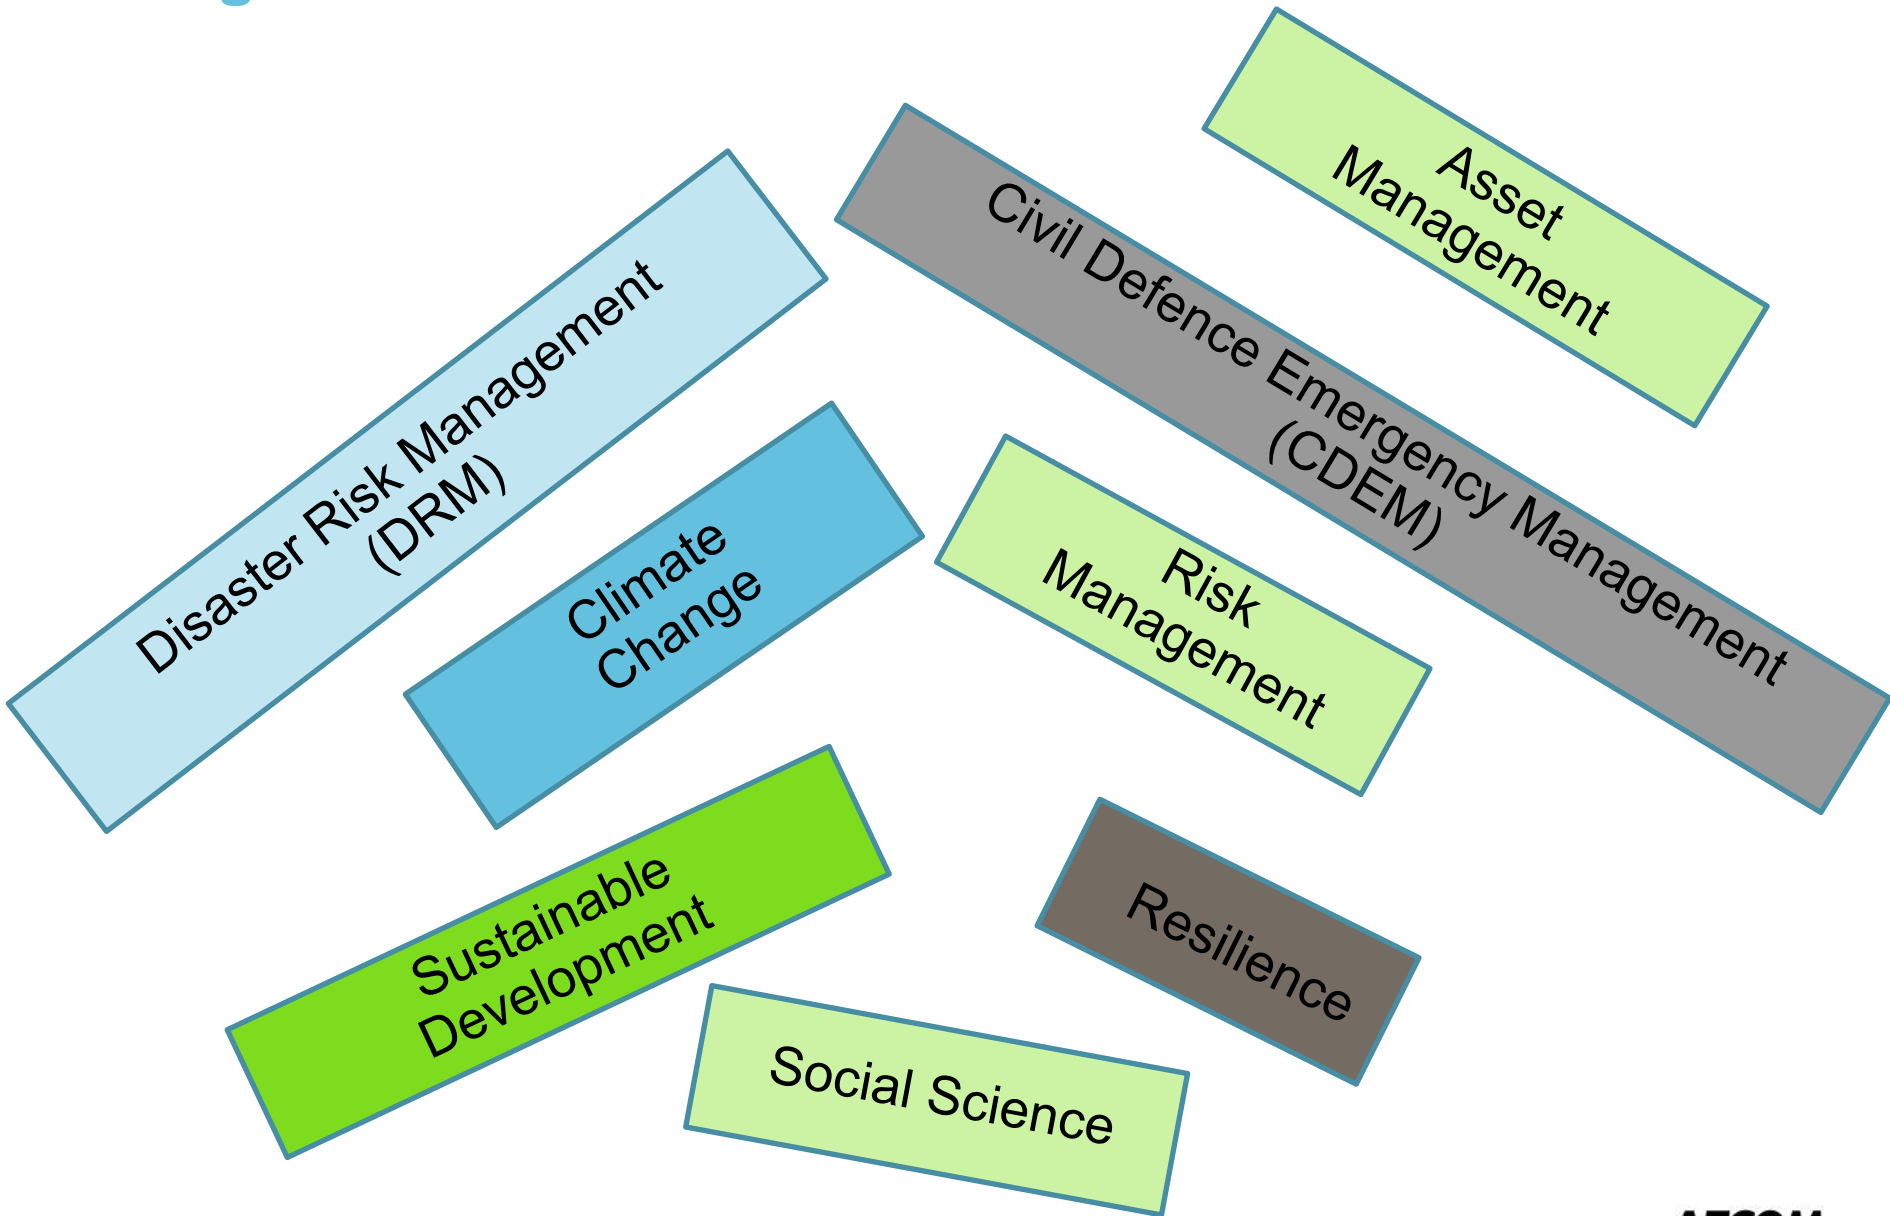 Asset
Management
Civil Defence Emergency Management
(CDEM)
Disaster Risk Management
(DRM)
Climate
Change
Risk
Management
Sustainable
Development
Resilience
Social Science